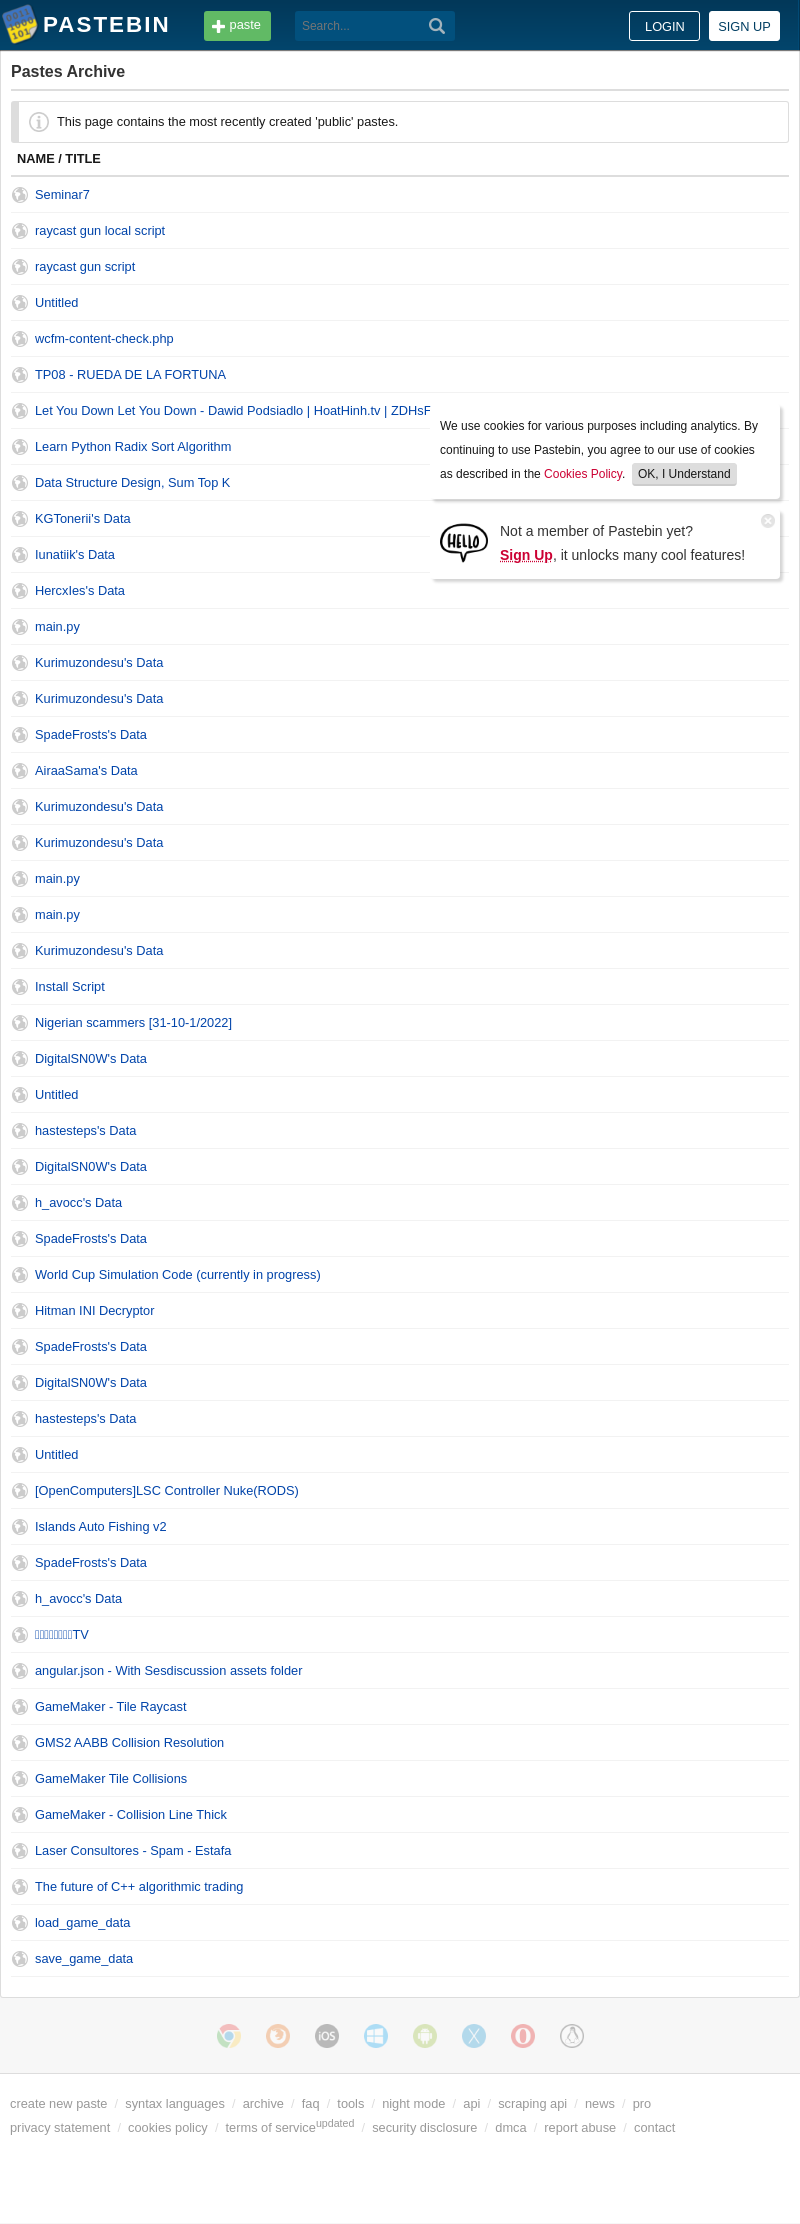 PASTEBIN
paste
Search...
LOGIN
SIGN UP
Pastes Archive
This page contains the most recently created 'public' pastes.
NAME / TITLE
Seminar7
raycast gun local script
raycast gun script
Untitled
wcfm-content-check.php
TP08 - RUEDA DE LA FORTUNA
Let You Down Let You Down - Dawid Podsiadlo | HoatHinh.tv |
Learn Python Radix Sort Algorithm
Data Structure Design, Sum Top K
KGTonerii's Data
Iunatiik's Data
HercxIes's Data
main.py
Kurimuzondesu's Data
Kurimuzondesu's Data
SpadeFrosts's Data
AiraaSama's Data
Kurimuzondesu's Data
Kurimuzondesu's Data
main.py
main.py
Kurimuzondesu's Data
Install Script
Nigerian scammers [31-10-1/2022]
DigitalSN0W's Data
Untitled
hastesteps's Data
DigitalSN0W's Data
h_avocc's Data
SpadeFrosts's Data
World Cup Simulation Code (currently in progress)
Hitman INI Decryptor
SpadeFrosts's Data
DigitalSN0W's Data
hastesteps's Data
Untitled
[OpenComputers]LSC Controller Nuke(RODS)
Islands Auto Fishing v2
SpadeFrosts's Data
h_avocc's Data
TV
angular.json - With Sesdiscussion assets folder
GameMaker - Tile Raycast
GMS2 AABB Collision Resolution
GameMaker Tile Collisions
GameMaker - Collision Line Thick
Laser Consultores - Spam - Estafa
The future of C++ algorithmic trading
load_game_data
save_game_data
We use cookies for various purposes including analytics. By
continuing to use Pastebin, you agree to our use of cookies
as described in the Cookies Policy. OK, I Understand
HELLO
Not a member of Pastebin yet?
Sign Up, it unlocks many cool features!
iOS
create new paste / syntax languages / archive / faq / tools / night mode / api / scraping api / news / pro
privacy statement / cookies policy / terms of service updated / security disclosure / dmca / report abuse / contact